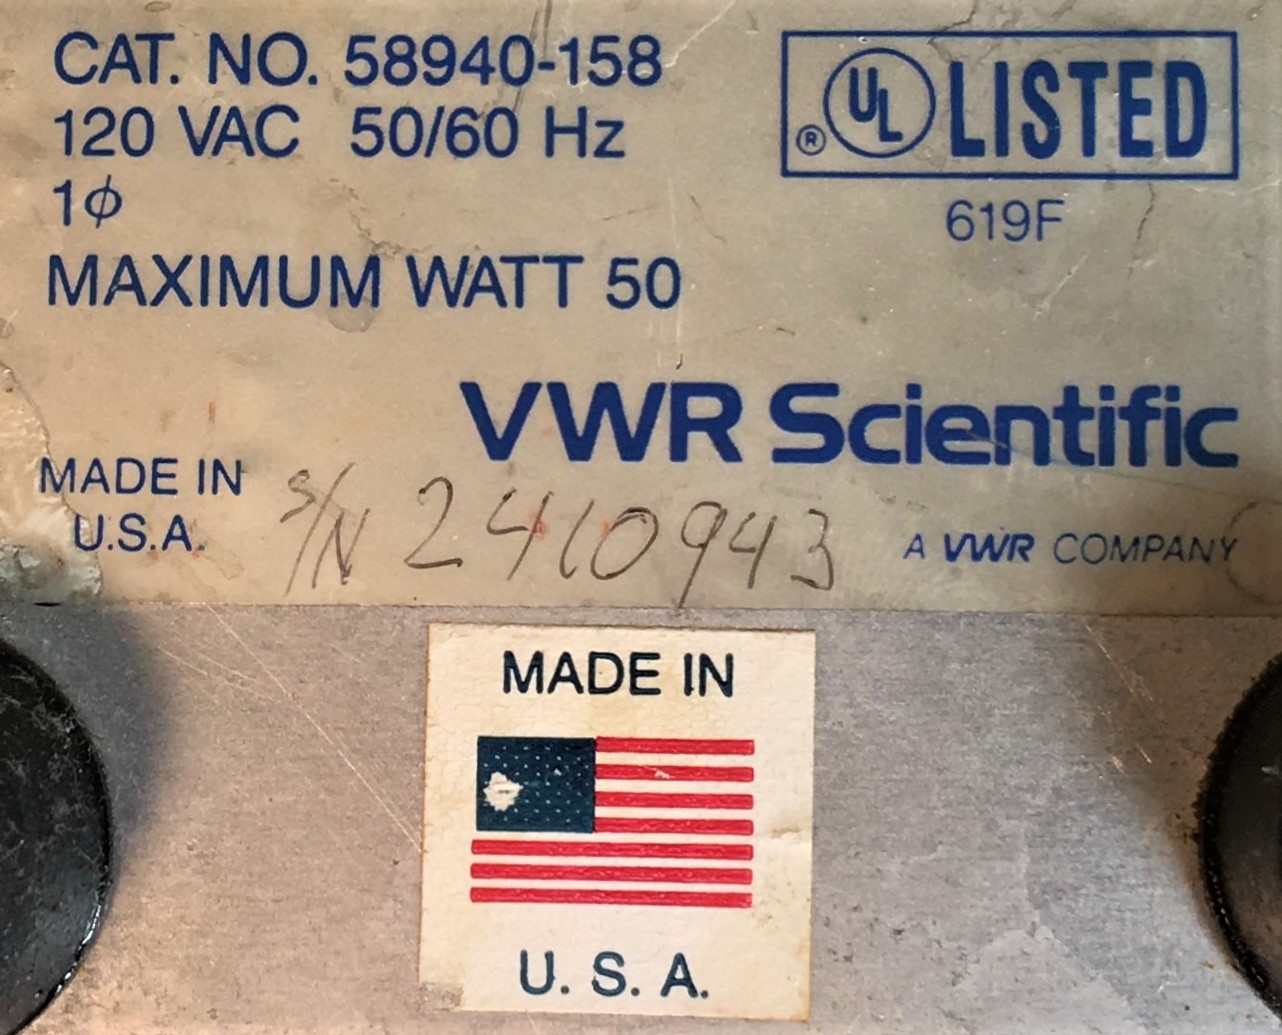 CAT. NO. 58940-158
120 VAC 50/60 Hz
1ϕ
MAXIMUM WATT 50
® UL LISTED
619F
VWR Scientific
MADE IN
U.S.A.
S/N 2410943
A VWR COMPANY
MADE IN
U. S. A.